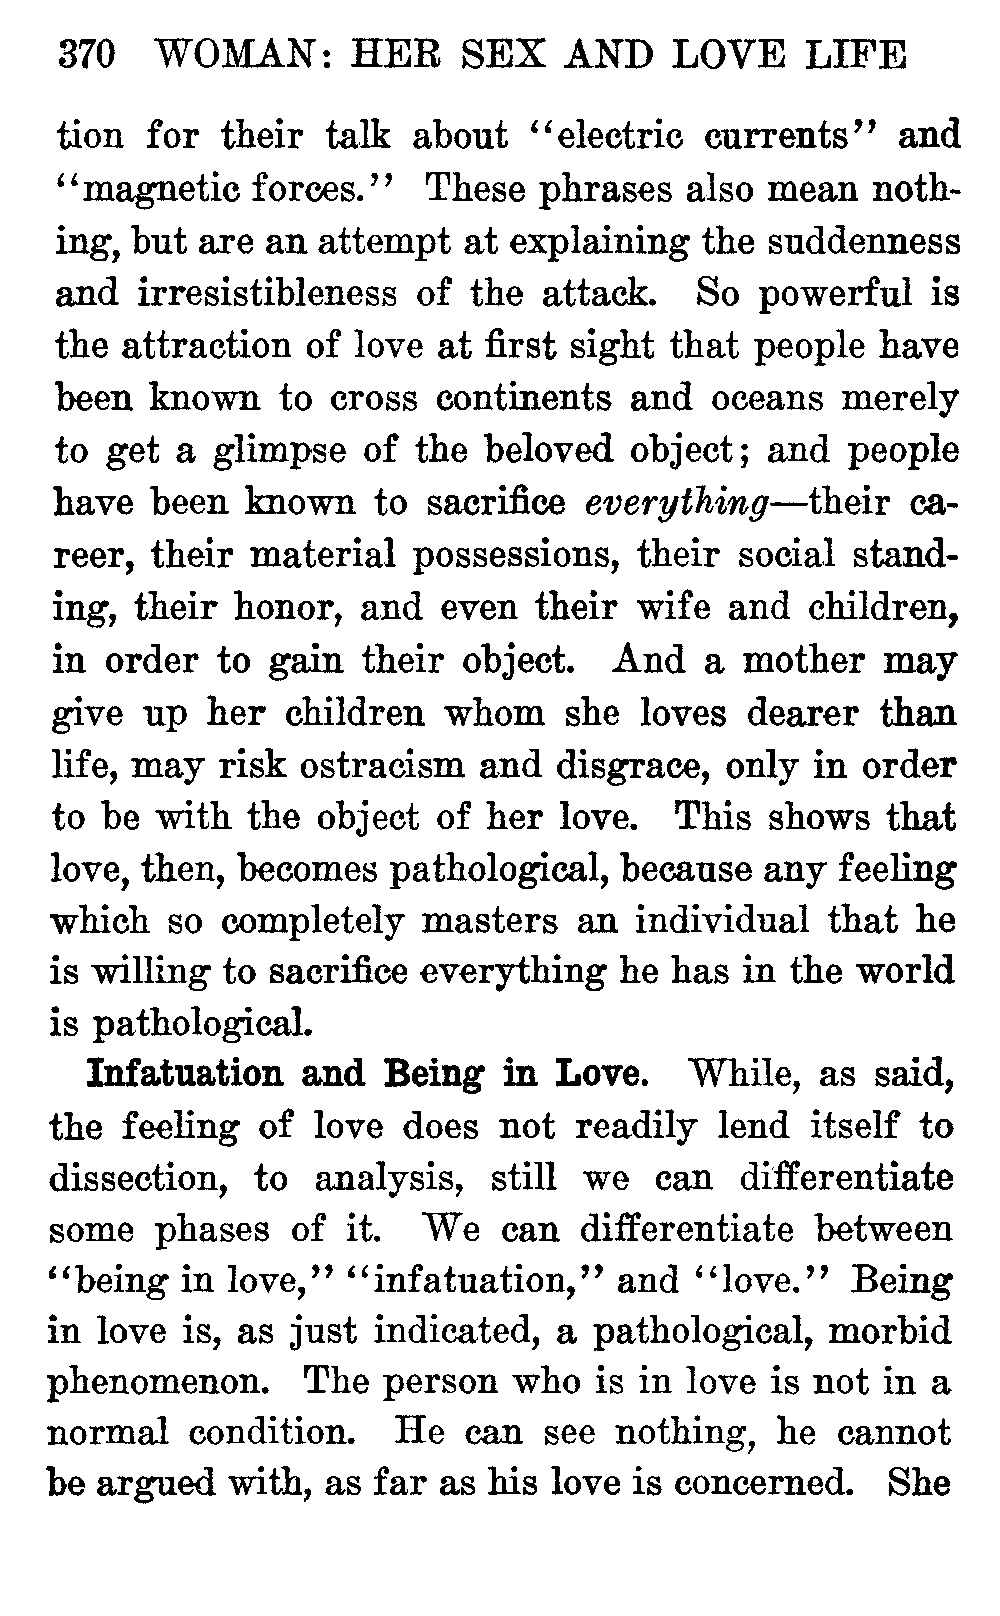 370 WOMAN: HER SEX AND LOVE LIFE
tion for their talk about "electric currents" and
"magnetic forces." These phrases also mean noth-
ing, but are an attempt at explaining the suddenness
and irresistibleness of the attack. So powerful is
the attraction of love at first sight that people have
been known to cross continents and oceans merely
to get a glimpse of the beloved object; and people
have been known to sacrifice everything—their ca-
reer, their material possessions, their social stand-
ing, their honor, and even their wife and children,
in order to gain their object. And a mother may
give up her children whom she loves dearer than
life, may risk ostracism and disgrace, only in order
to be with the object of her love. This shows that
love, then, becomes pathological, because any feeling
which so completely masters an individual that he
is willing to sacrifice everything he has in the world
is pathological.
Infatuation and Being in Love. While, as said,
the feeling of love does not readily lend itself to
dissection, to analysis, still we can differentiate
some phases of it. We can differentiate between
"being in love," "infatuation," and "love." Being
in love is, as just indicated, a pathological, morbid
phenomenon. The person who is in love is not in a
normal condition. He can see nothing, he cannot
be argued with, as far as his love is concerned. She